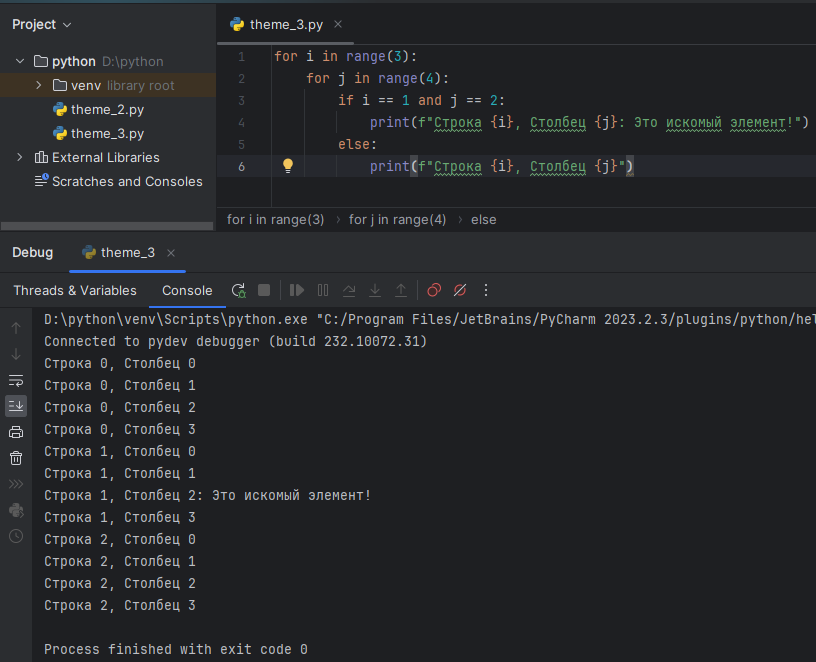 Project
theme_3.py
python D:\python
venv library root
theme_2.py
theme_3.py
External Libraries
Scratches and Consoles
1 for i in range(3):
2 for j in range(4):
3 if i == 1 and j == 2:
4 print(f"Строка {i}, Столбец {j}: Это искомый элемент!")
5 else:
6 print(f"Строка {i}, Столбец {j}")
for i in range(3) › for j in range(4) › else
Debug theme_3
Threads & Variables Console
D:\python\venv\Scripts\python.exe "C:/Program Files/JetBrains/PyCharm 2023.2.3/plugins/python/hel
Connected to pydev debugger (build 232.10072.31)
Строка 0, Столбец 0
Строка 0, Столбец 1
Строка 0, Столбец 2
Строка 0, Столбец 3
Строка 1, Столбец 0
Строка 1, Столбец 1
Строка 1, Столбец 2: Это искомый элемент!
Строка 1, Столбец 3
Строка 2, Столбец 0
Строка 2, Столбец 1
Строка 2, Столбец 2
Строка 2, Столбец 3
Process finished with exit code 0